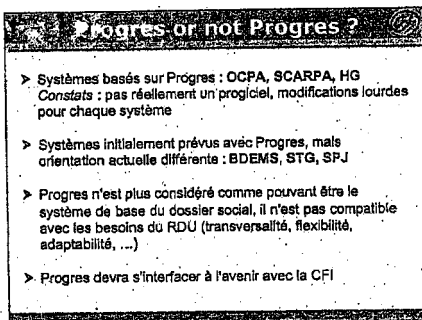 Progres or not Progres ?
➤ Systèmes basés sur Progres : OCPA, SCARPA, HG
Constats : pas réellement un progiciel, modifications lourdes
pour chaque système
➤ Systèmes initialement prévus avec Progres, mais
orientation actuelle différente : BDEMS, STG, SPJ
➤ Progres n'est plus considéré comme pouvant être le
système de base du dossier social, il n'est pas compatible
avec les besoins du RDU (transversalité, flexibilité,
adaptabilité, ...)
➤ Progres devra s'interfacer à l'avenir avec la CFI